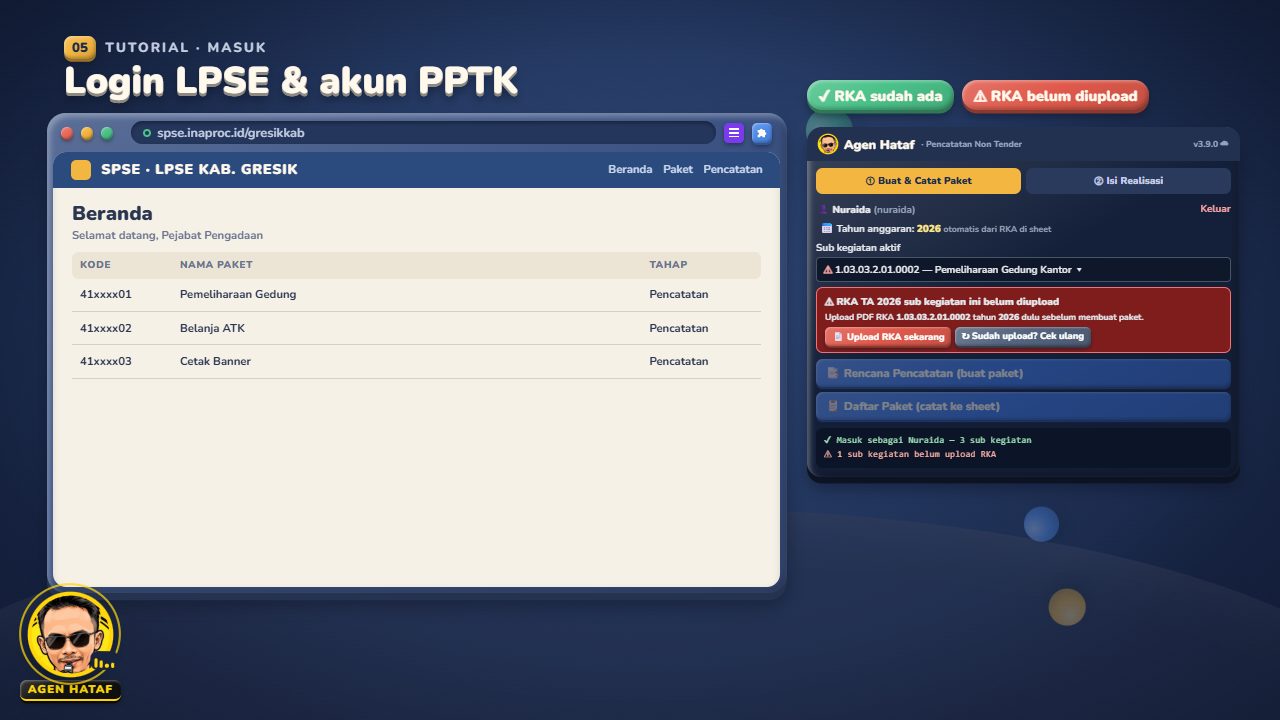 05 TUTORIAL · MASUK
Login LPSE & akun PPTK
spse.inaproc.id/gresikkab
SPSE · LPSE KAB. GRESIK
Beranda Paket Pencatatan
Beranda
Selamat datang, Pejabat Pengadaan
KODE NAMA PAKET TAHAP
41xxxx01 Pemeliharaan Gedung Pencatatan
41xxxx02 Belanja ATK Pencatatan
41xxxx03 Cetak Banner Pencatatan
✔ RKA sudah ada ⚠ RKA belum diupload
Agen Hataf · Pencatatan Non Tender v3.9.0
① Buat & Catat Paket ② Isi Realisasi
Nuraida (nuraida) Keluar
Tahun anggaran: 2026 otomatis dari RKA di sheet
Sub kegiatan aktif
⚠ 1.03.03.2.01.0002 — Pemeliharaan Gedung Kantor ▾
⚠ RKA TA 2026 sub kegiatan ini belum diupload
Upload PDF RKA 1.03.03.2.01.0002 tahun 2026 dulu sebelum membuat paket.
Upload RKA sekarang ↻ Sudah upload? Cek ulang
Rencana Pencatatan (buat paket)
Daftar Paket (catat ke sheet)
✔ Masuk sebagai Nuraida — 3 sub kegiatan
⚠ 1 sub kegiatan belum upload RKA
AGEN HATAF